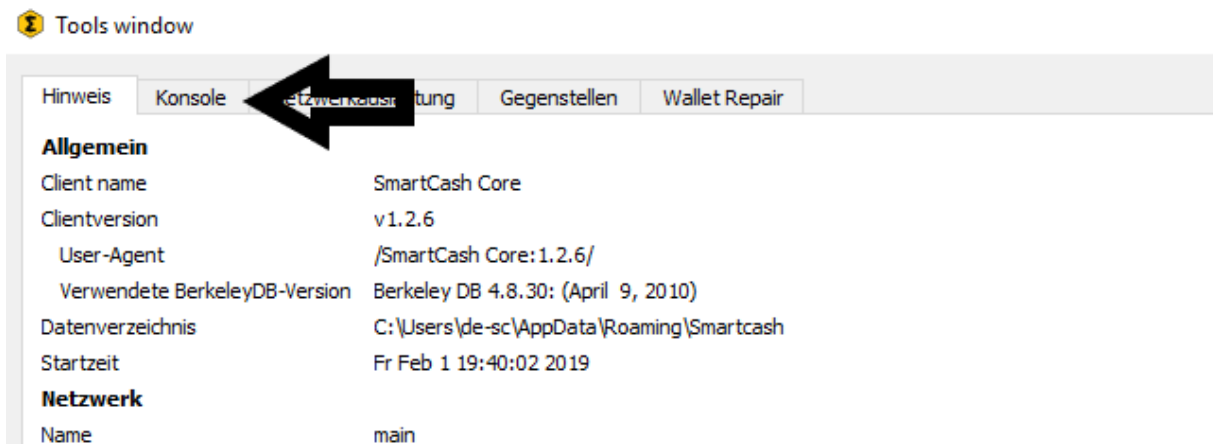 Tools window
Hinweis Konsole Gegenstellen Wallet Repair
Allgemein
Client name SmartCash Core
Clientversion v1.2.6
User-Agent /SmartCash Core:1.2.6/
Verwendete BerkeleyDB-Version Berkeley DB 4.8.30: (April 9, 2010)
Datenverzeichnis C:\Users\de-sc\AppData\Roaming\Smartcash
Startzeit Fr Feb 1 19:40:02 2019
Netzwerk
Name main